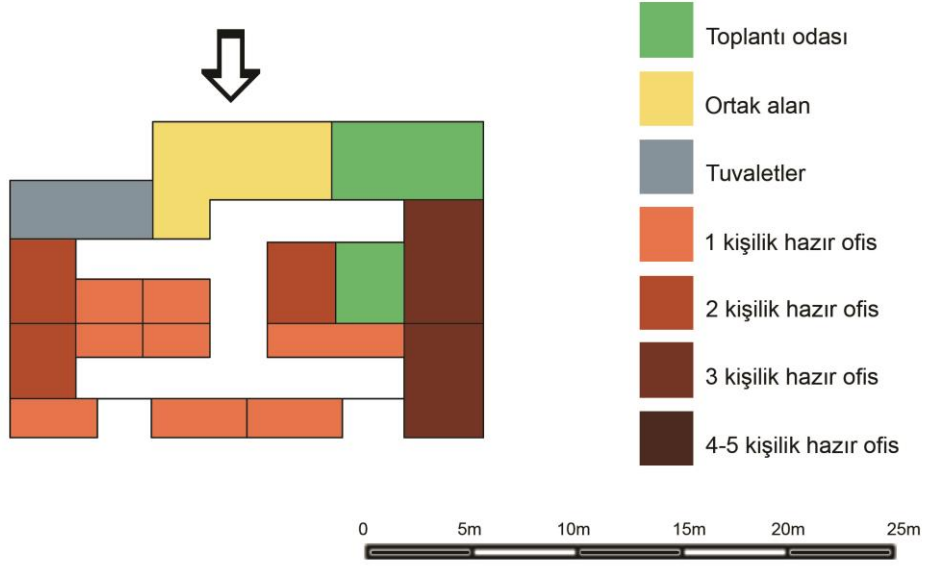 Toplantı odası
Ortak alan
Tuvaletler
1 kişilik hazır ofis
2 kişilik hazır ofis
3 kişilik hazır ofis
4-5 kişilik hazır ofis
0 5m 10m 15m 20m 25m